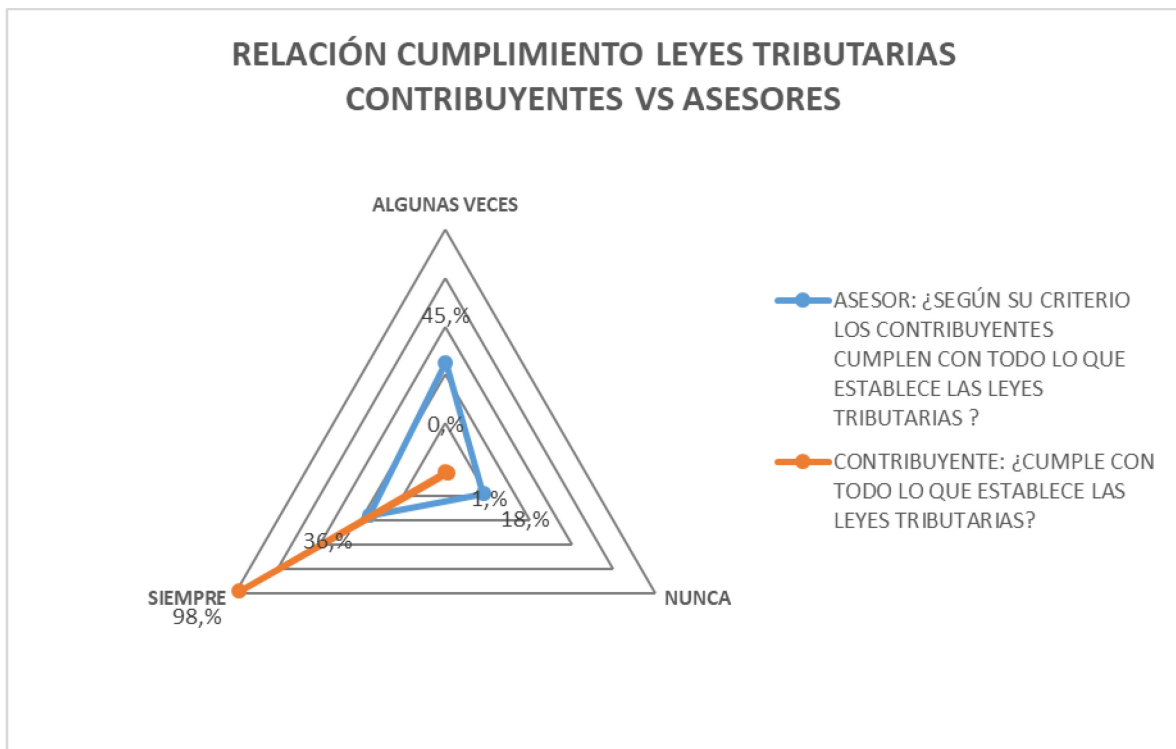 RELACIÓN CUMPLIMIENTO LEYES TRIBUTARIAS
CONTRIBUYENTES VS ASESORES
ALGUNAS VECES
45,%
0,%
1,%
18,%
36,%
SIEMPRE
98,%
NUNCA
ASESOR: ¿SEGÚN SU CRITERIO
LOS CONTRIBUYENTES
CUMPLEN CON TODO LO QUE
ESTABLECE LAS LEYES
TRIBUTARIAS ?
CONTRIBUYENTE: ¿CUMPLE CON
TODO LO QUE ESTABLECE LAS
LEYES TRIBUTARIAS?